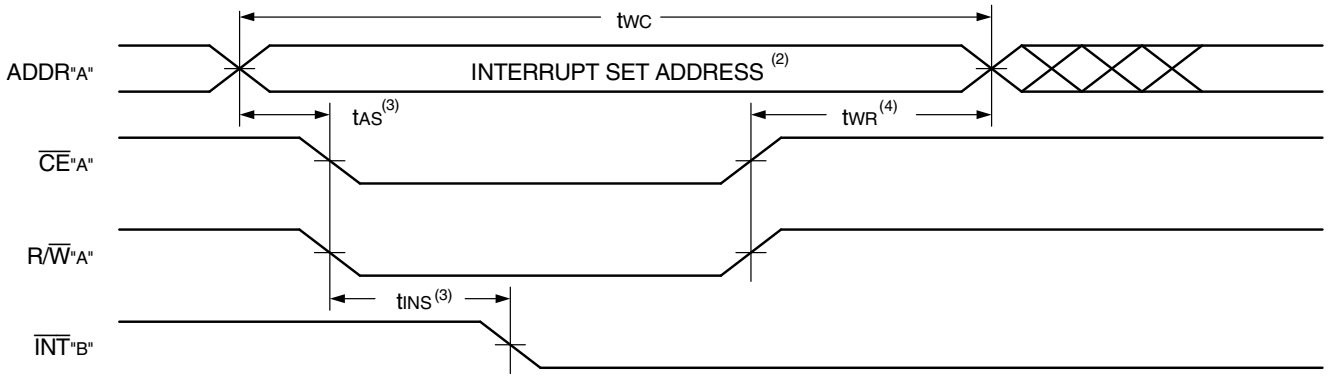 tWC
ADDR"A" INTERRUPT SET ADDRESS (2)
tAS(3) tWR(4)
CE"A"
R/W"A"
tINS(3)
INT"B"